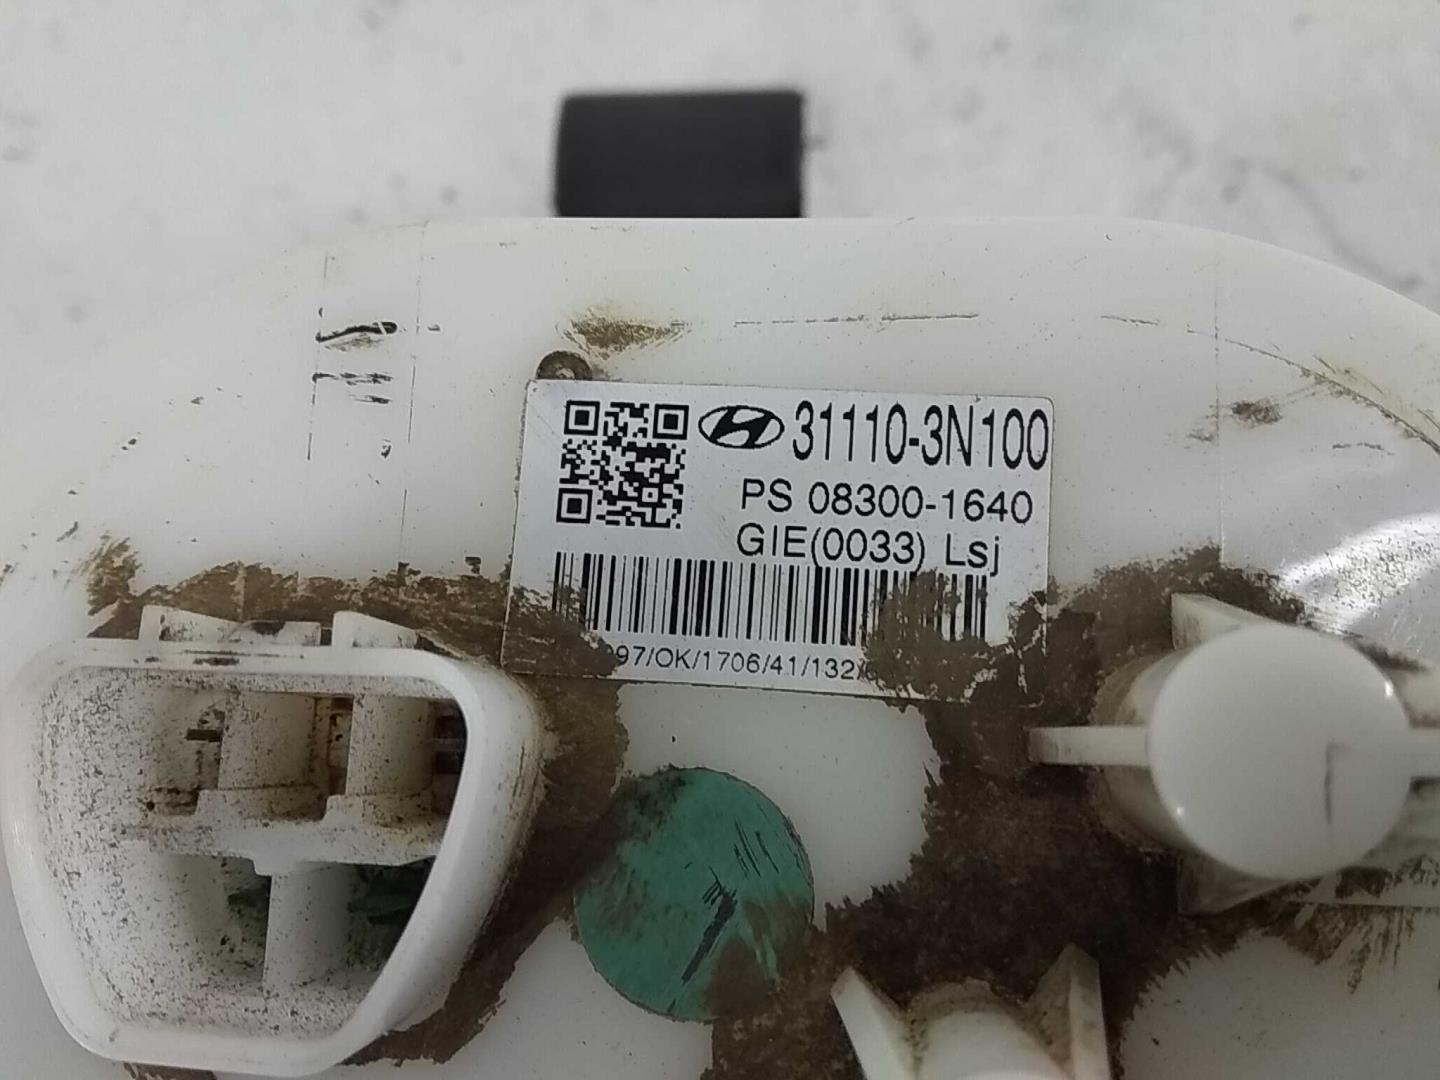 31110-3N100
PS 08300-1640
GIE(0033) Lsj
97/OK/1706/41/132/